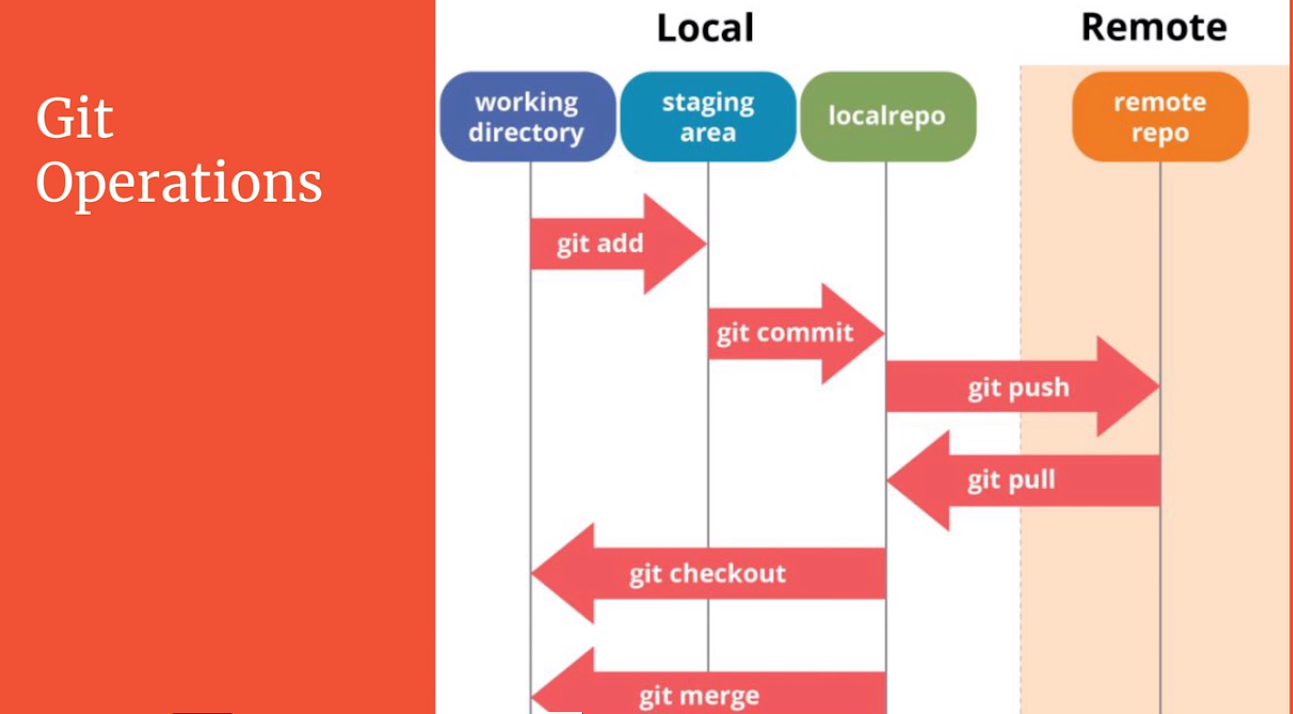 Git
Operations
Local
Remote
working
directory
staging
area
localrepo
remote
repo
git add
git commit
git push
git pull
git checkout
git merge